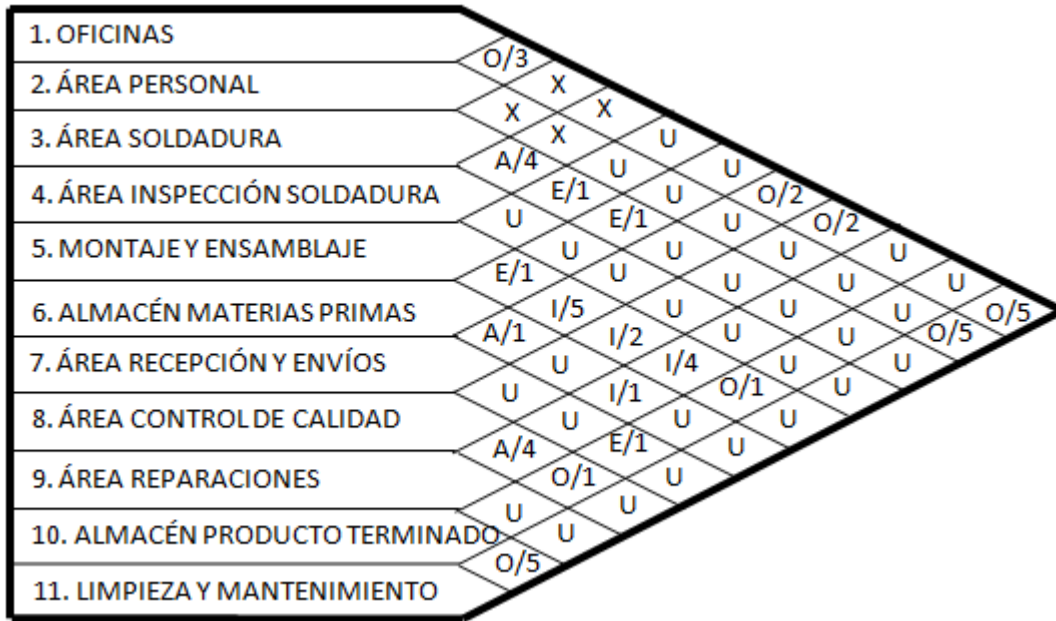 1. OFICINAS
O/3
2. ÁREA PERSONAL X
X X
3. ÁREA SOLDADURA X U
A/4 U U
4. ÁREA INSPECCIÓN SOLDADURA E/1 U O/2
U E/1 U O/2
5. MONTAJE Y ENSAMBLAJE U U U U
E/1 U U U U
6. ALMACÉN MATERIAS PRIMAS I/5 U U U O/5
A/1 I/2 U U O/5
7. ÁREA RECEPCIÓN Y ENVÍOS U I/4 U U
U I/1 O/1 U
8. ÁREA CONTROL DE CALIDAD U U U
A/4 E/1 U
9. ÁREA REPARACIONES O/1 U
U U
10. ALMACÉN PRODUCTO TERMINADO U
O/5
11. LIMPIEZA Y MANTENIMIENTO